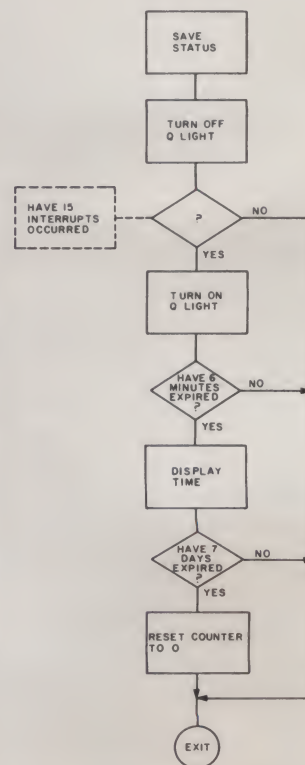 SAVE
STATUS
TURN OFF
Q LIGHT
HAVE 15
INTERRUPTS
OCCURRED
?
NO
YES
TURN ON
Q LIGHT
HAVE 6
MINUTES
EXPIRED
?
NO
YES
DISPLAY
TIME
HAVE 7
DAYS
EXPIRED
?
NO
YES
RESET COUNTER
TO 0
EXIT